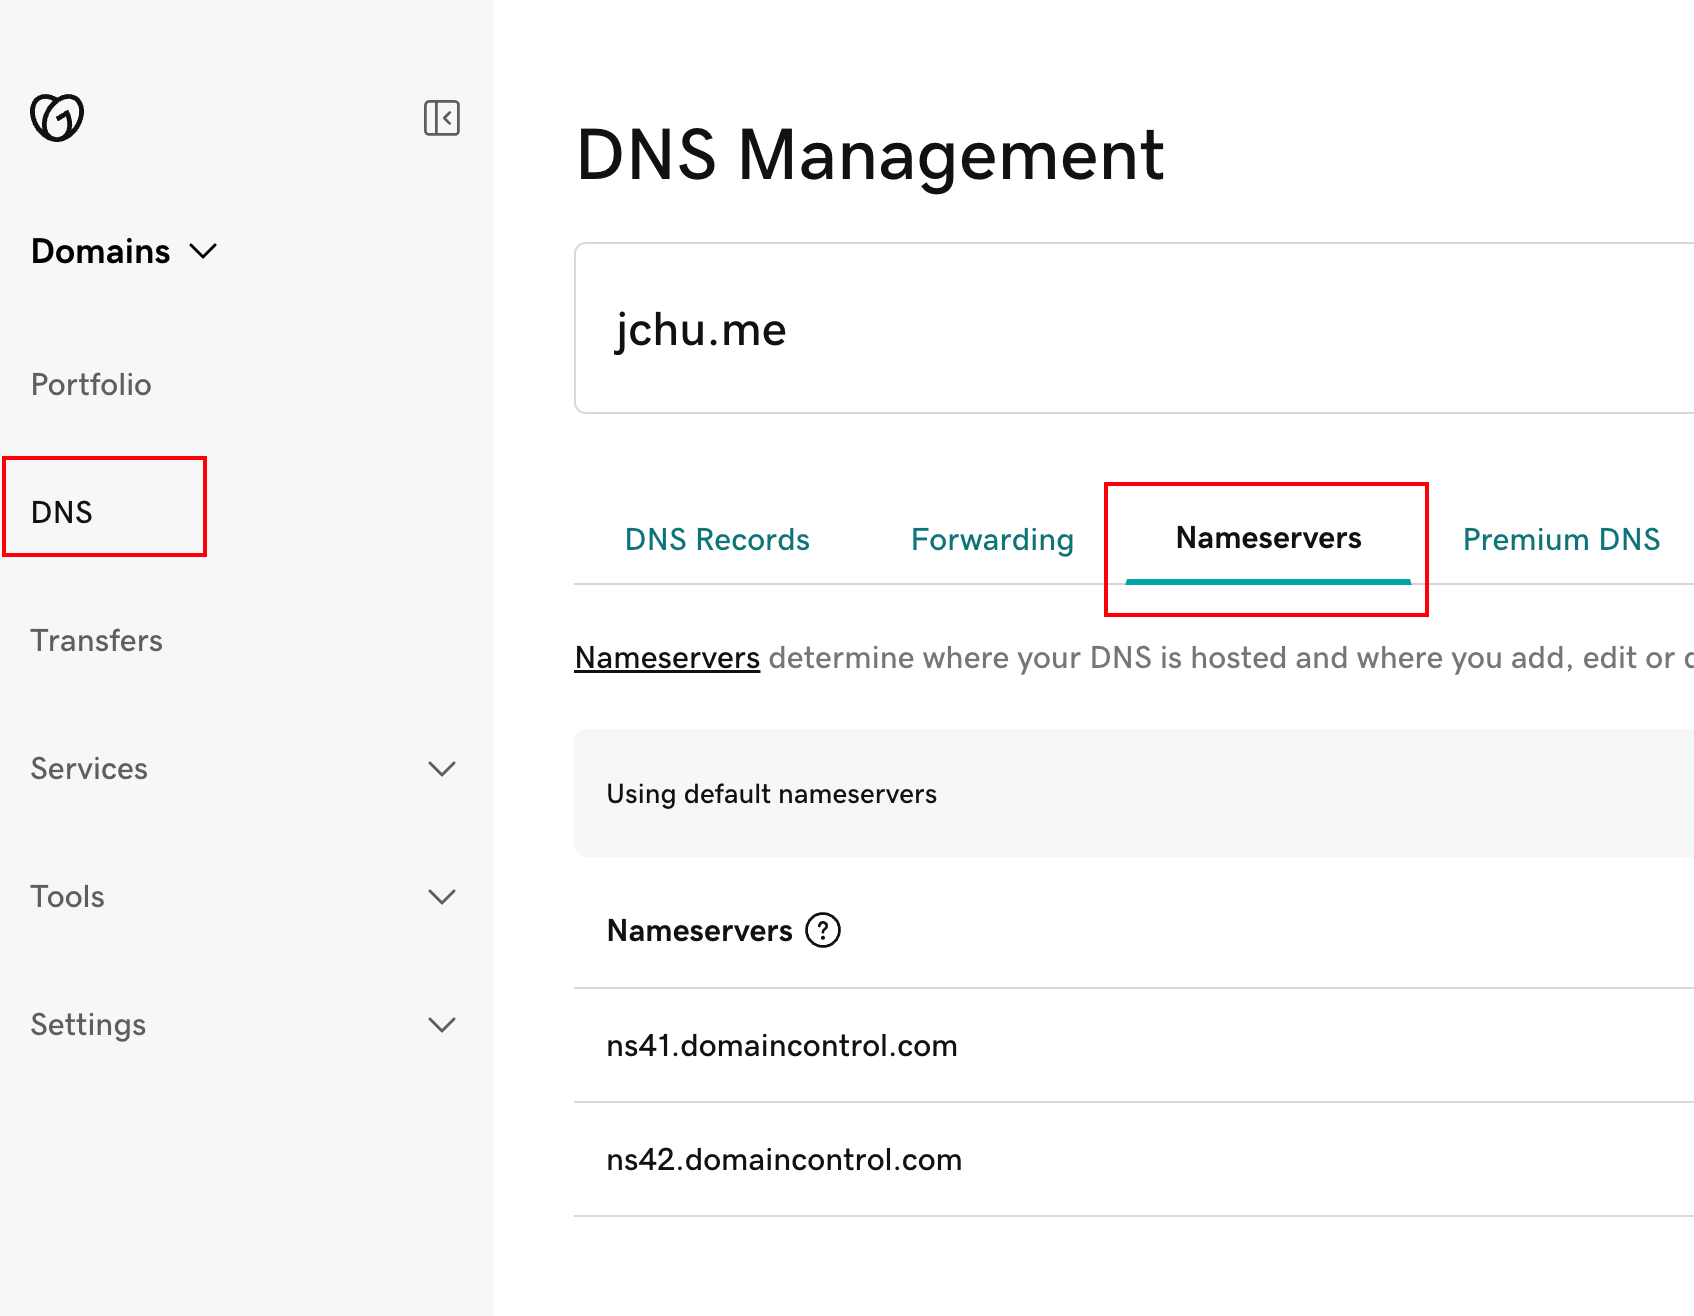 Domains
Portfolio
DNS
Transfers
Services
Tools
Settings
DNS Management
jchu.me
DNS Records
Forwarding
Nameservers
Premium DNS
Nameservers determine where your DNS is hosted and where you add, edit or
Using default nameservers
Nameservers ?
ns41.domaincontrol.com
ns42.domaincontrol.com